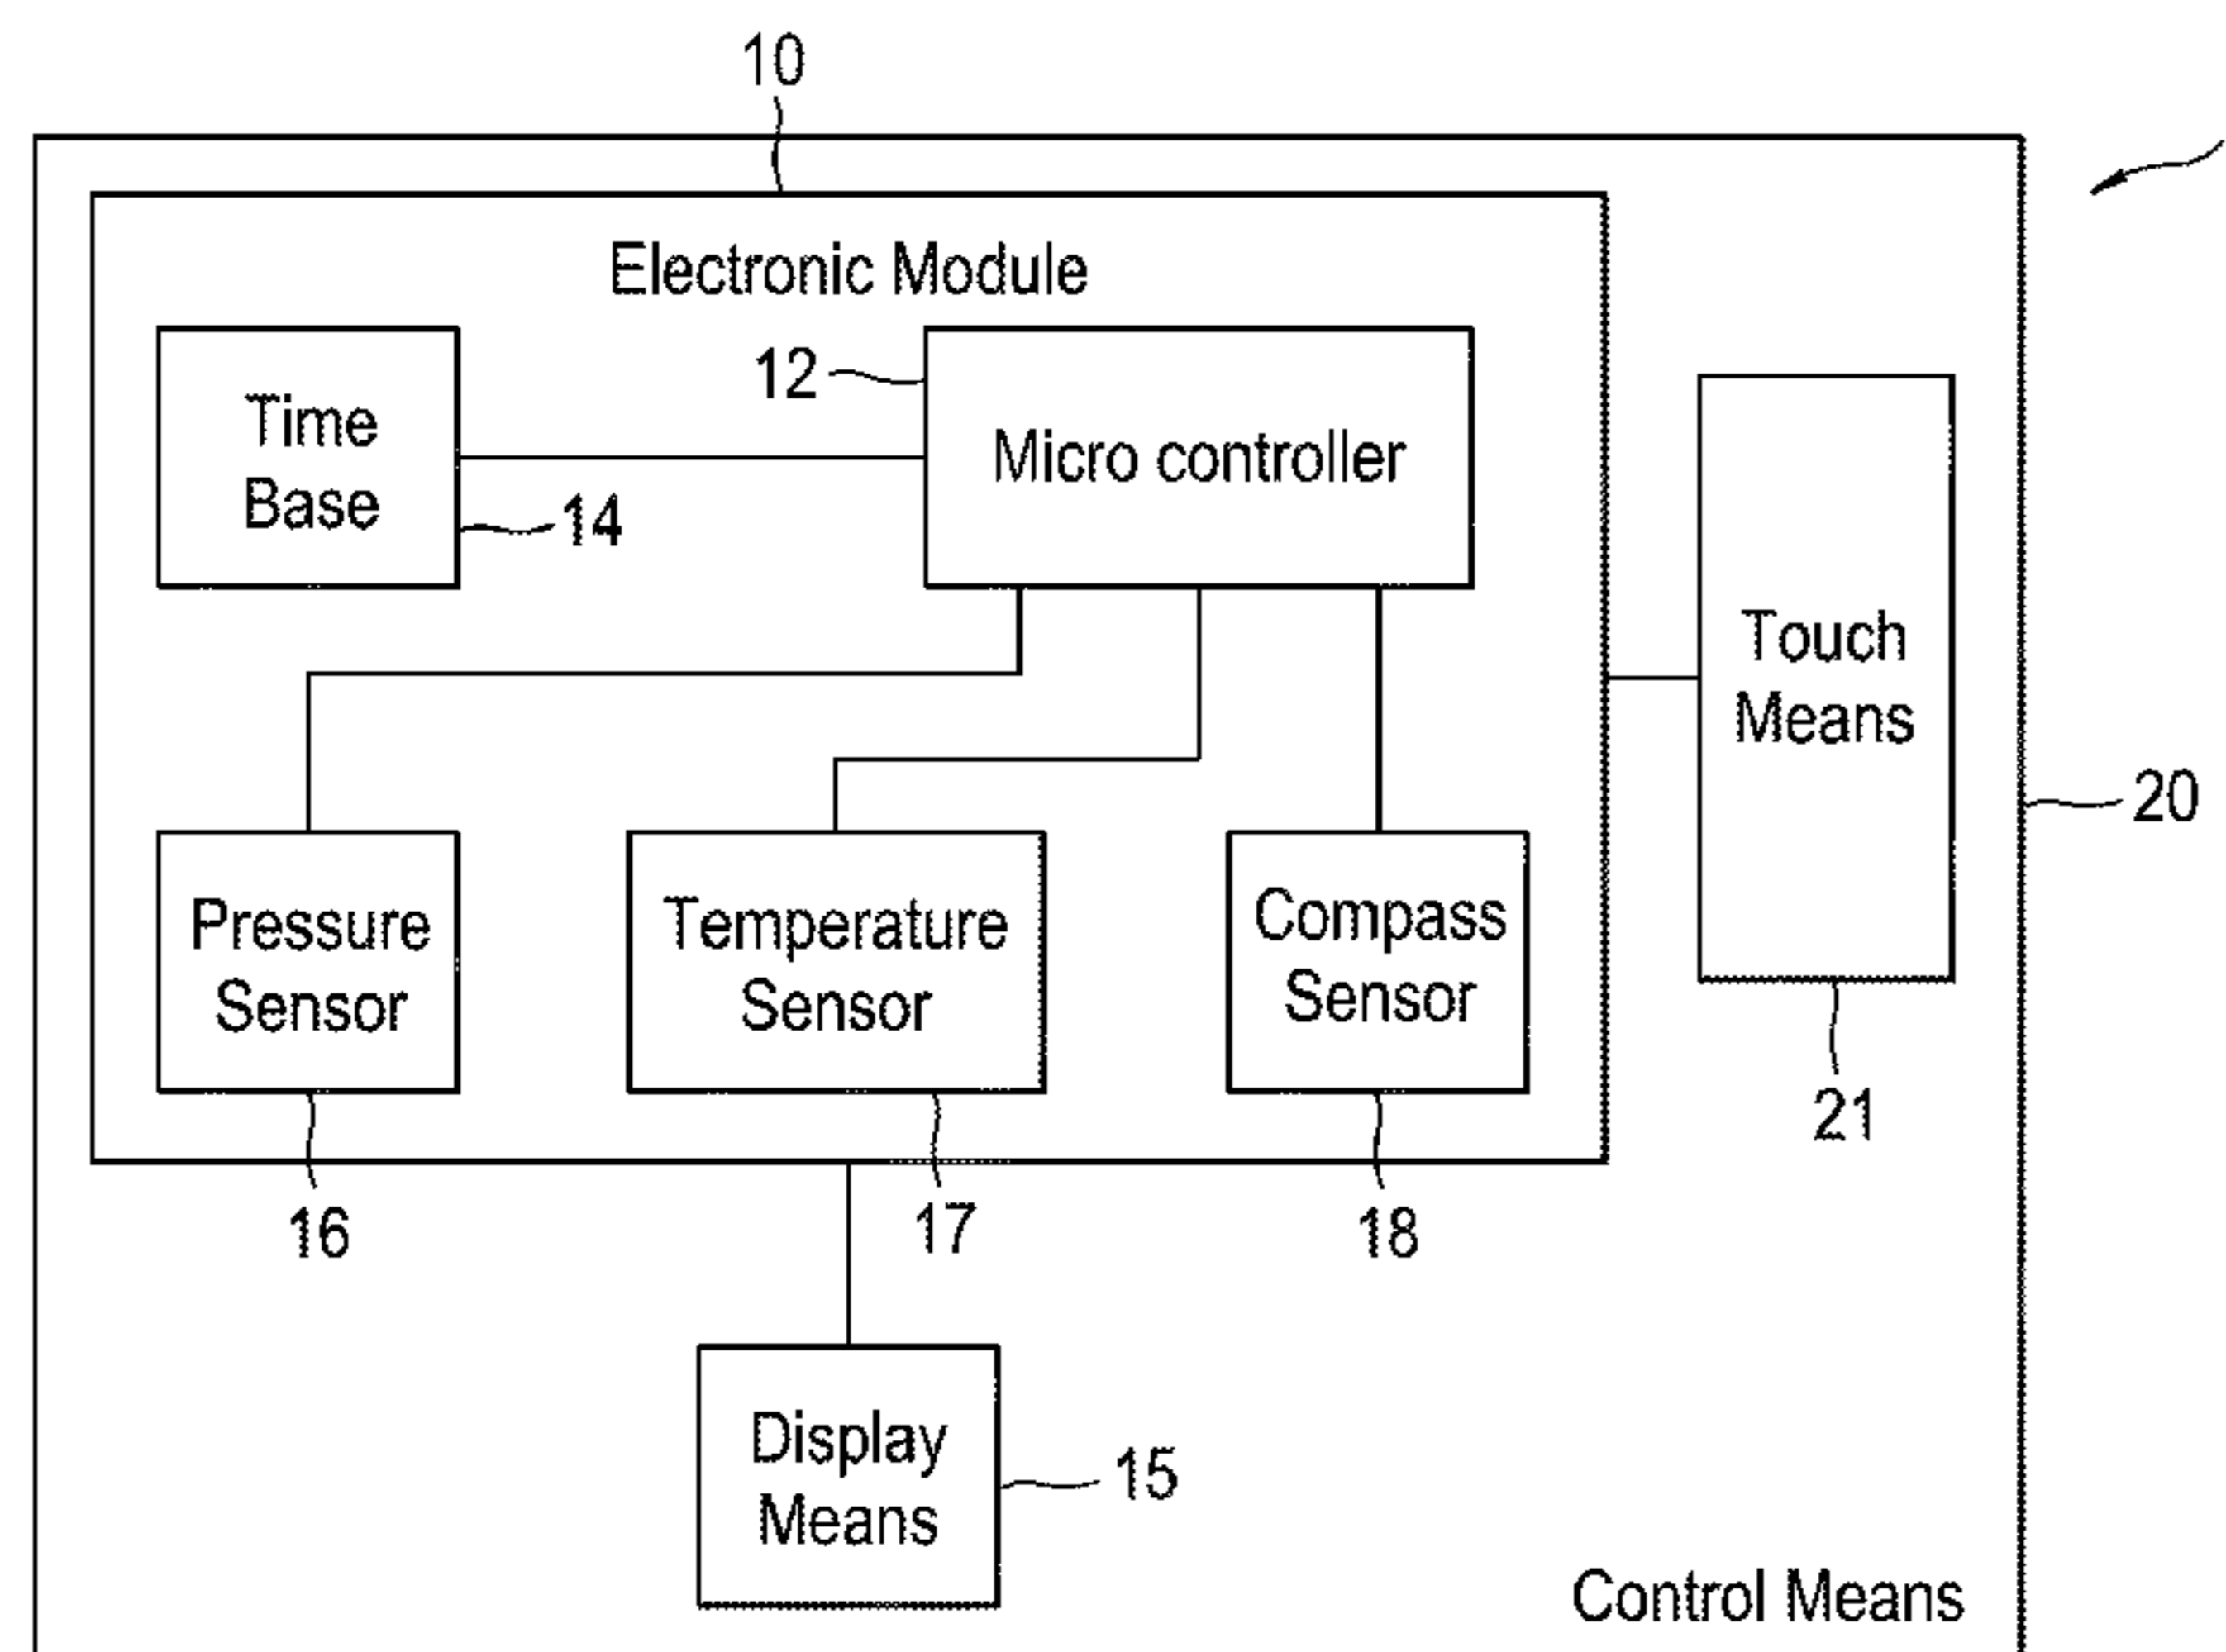 10
Electronic Module
Time
Base
14
12
Micro controller
Touch
Means
20
Pressure
Sensor
Temperature
Sensor
Compass
Sensor
21
16
17
18
Display
Means
15
Control Means